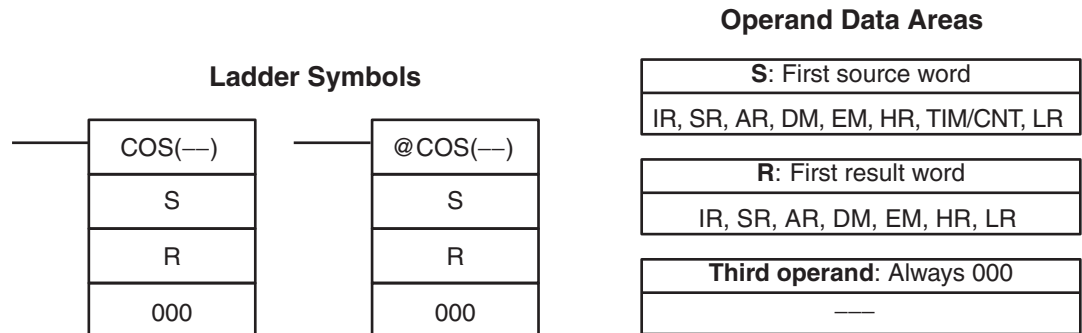 Ladder Symbols
COS(––)
S
R
000
@COS(––)
S
R
000
Operand Data Areas
S: First source word
IR, SR, AR, DM, EM, HR, TIM/CNT, LR
R: First result word
IR, SR, AR, DM, EM, HR, LR
Third operand: Always 000
–––